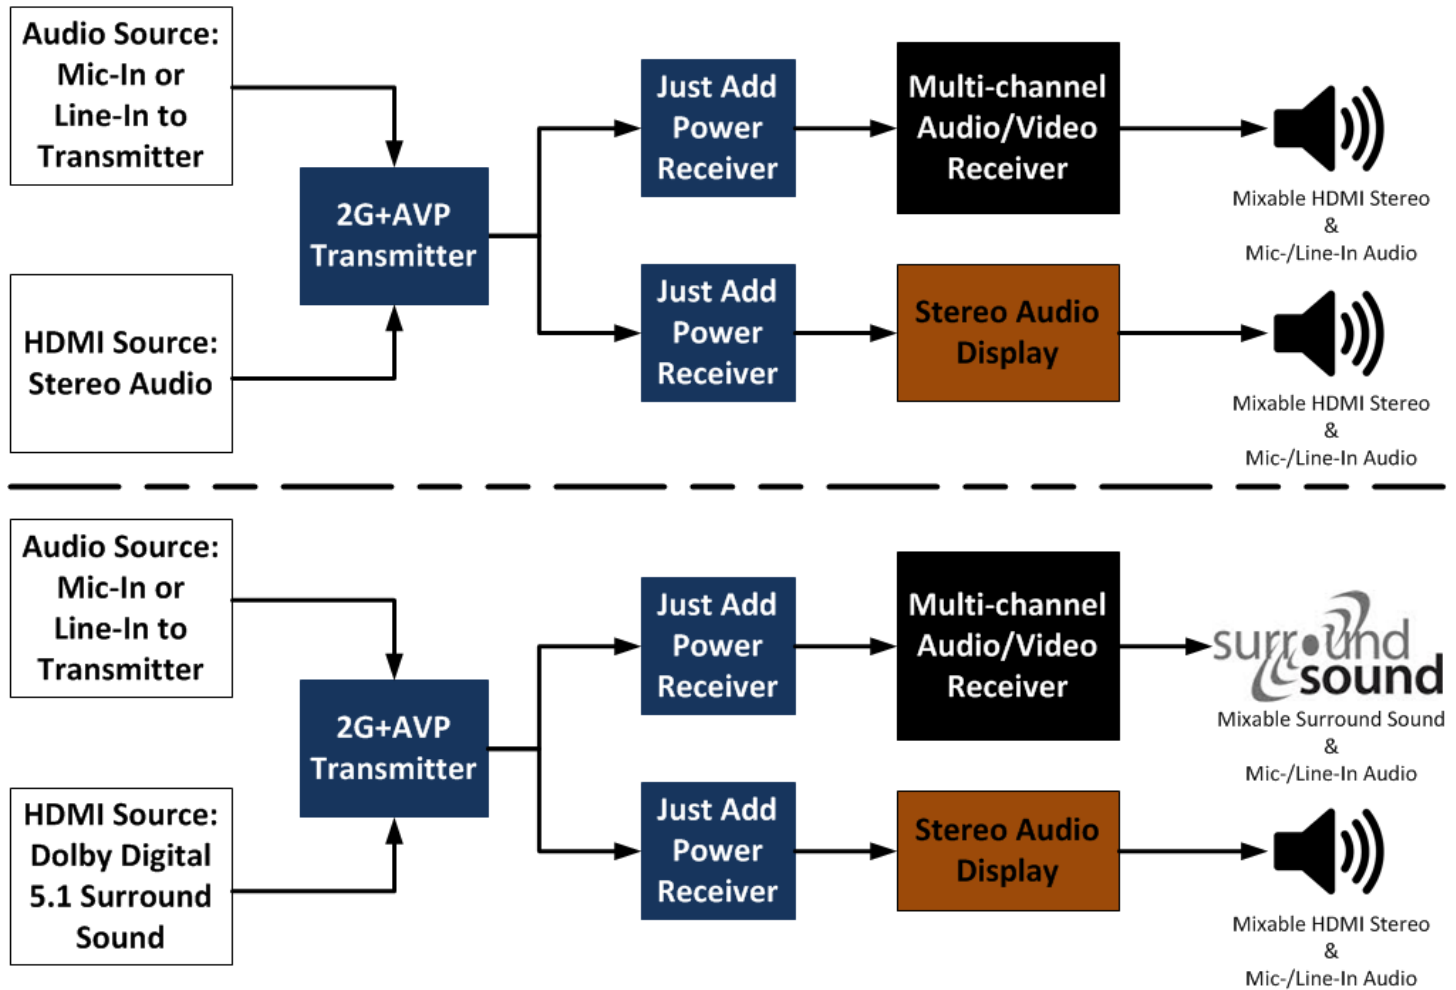 Audio Source:
Mic-In or
Line-In to
Transmitter
HDMI Source:
Stereo Audio
2G+AVP
Transmitter
Just Add
Power
Receiver
Multi-channel
Audio/Video
Receiver
Mixable HDMI Stereo
&
Mic-/Line-In Audio
Just Add
Power
Receiver
Stereo Audio
Display
Mixable HDMI Stereo
&
Mic-/Line-In Audio
Audio Source:
Mic-In or
Line-In to
Transmitter
HDMI Source:
Dolby Digital
5.1 Surround
Sound
2G+AVP
Transmitter
Just Add
Power
Receiver
Multi-channel
Audio/Video
Receiver
surround
sound
Mixable Surround Sound
&
Mic-/Line-In Audio
Just Add
Power
Receiver
Stereo Audio
Display
Mixable HDMI Stereo
&
Mic-/Line-In Audio